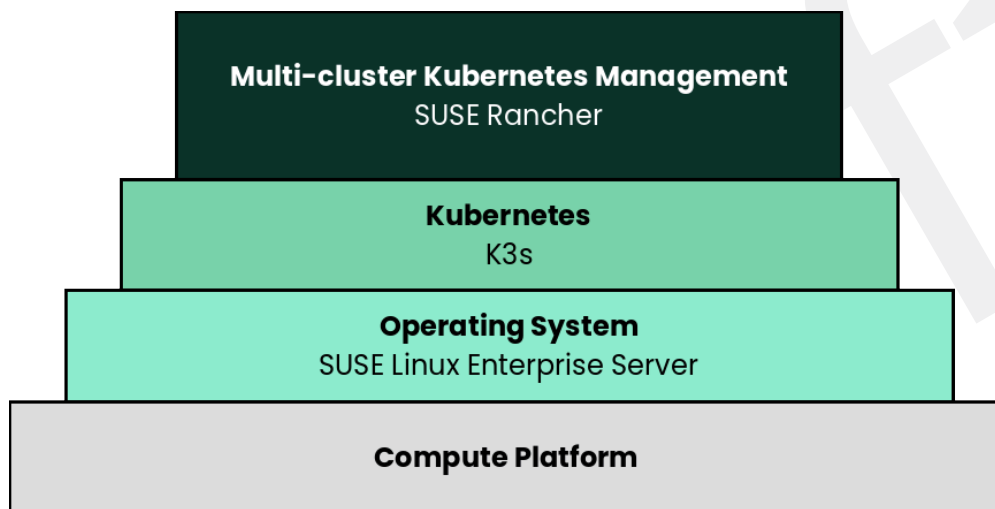 Multi-cluster Kubernetes Management
SUSE Rancher
Kubernetes
K3s
Operating System
SUSE Linux Enterprise Server
Compute Platform